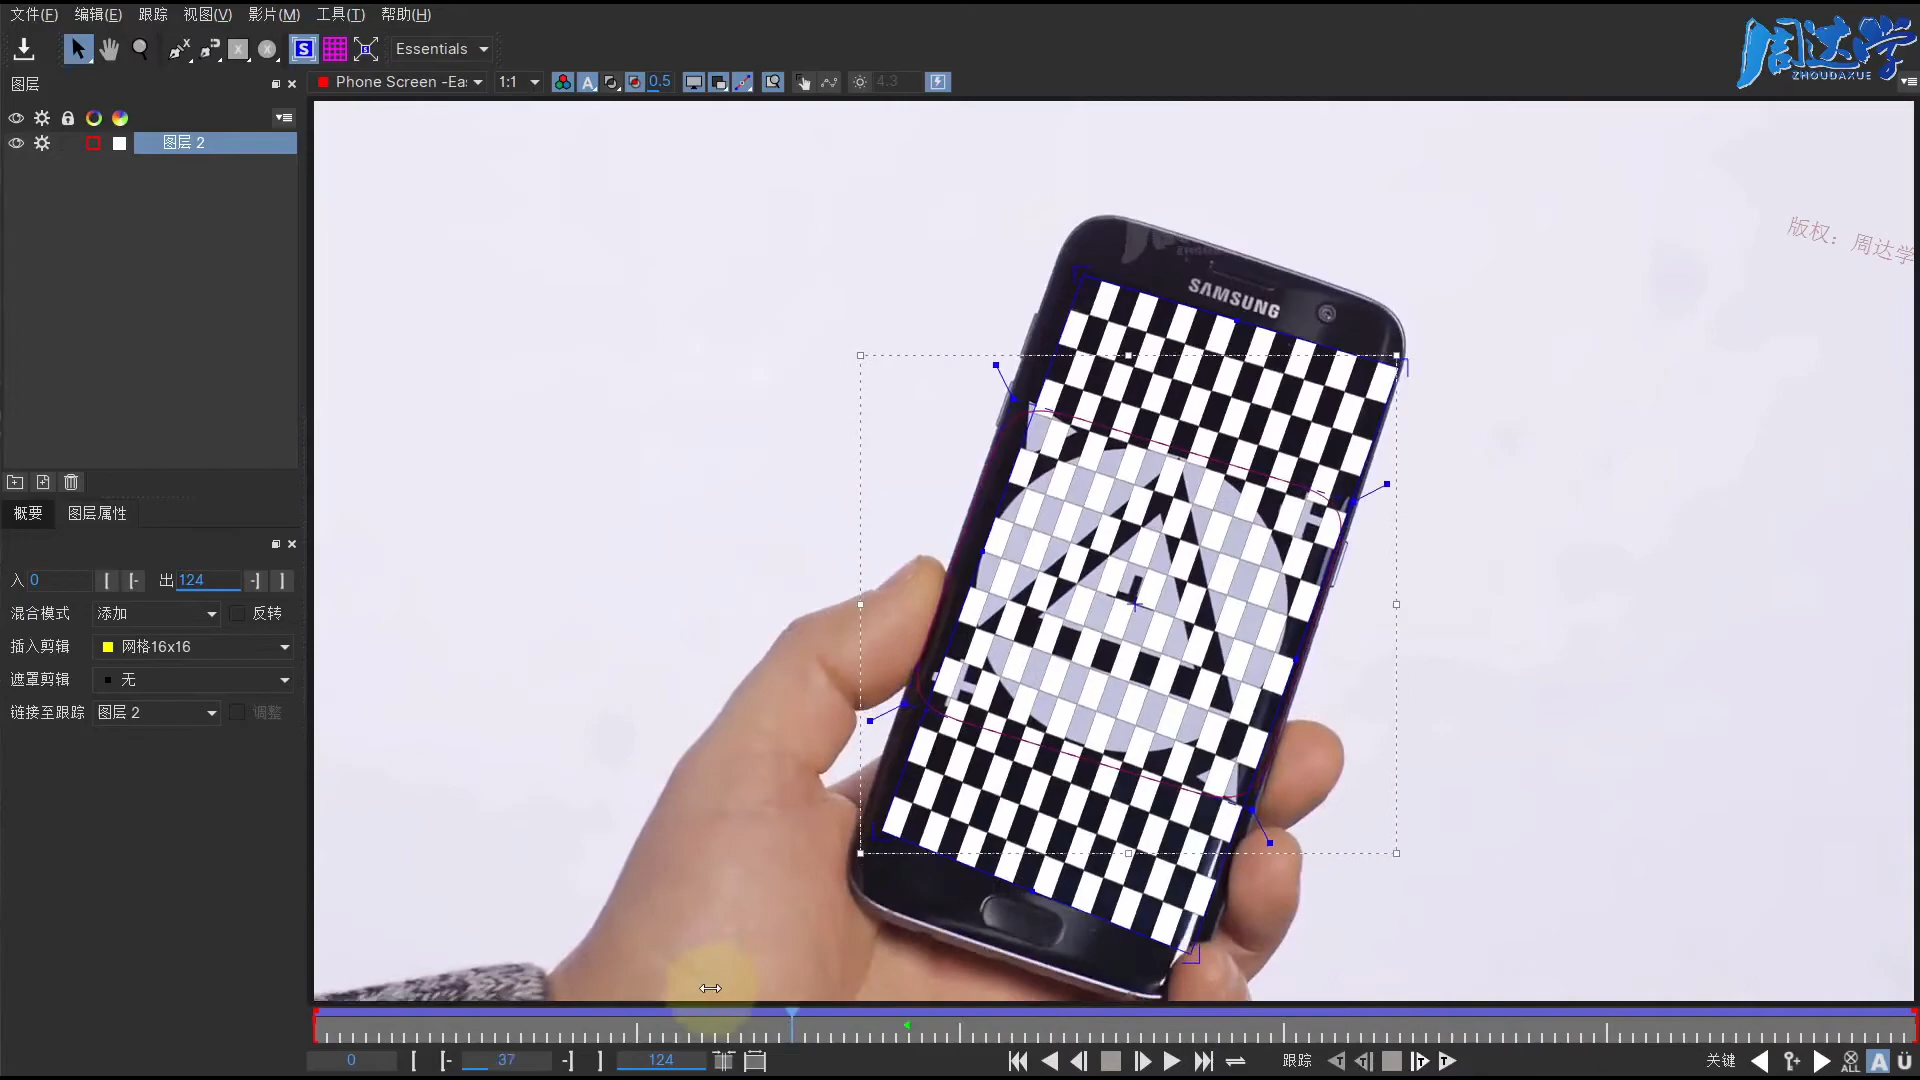 文件(F) 编辑(E) 跟踪 视图(V) 影片(M) 工具(T) 帮助(H)
周达学
ZHOUDAXUE
S Essentials
图层
Phone Screen -Ea 1:1 A 0.5 4.3
图层 2
版权：周达学
SAMSUNG
概要 图层属性
入 0 [ [- 出 124 -] ]
混合模式 添加 反转
插入剪辑 网格16x16
遮罩剪辑 无
链接至跟踪 图层 2 调整
0 [ [- 37 -] ] 124 跟踪 关键 ALL A Ü